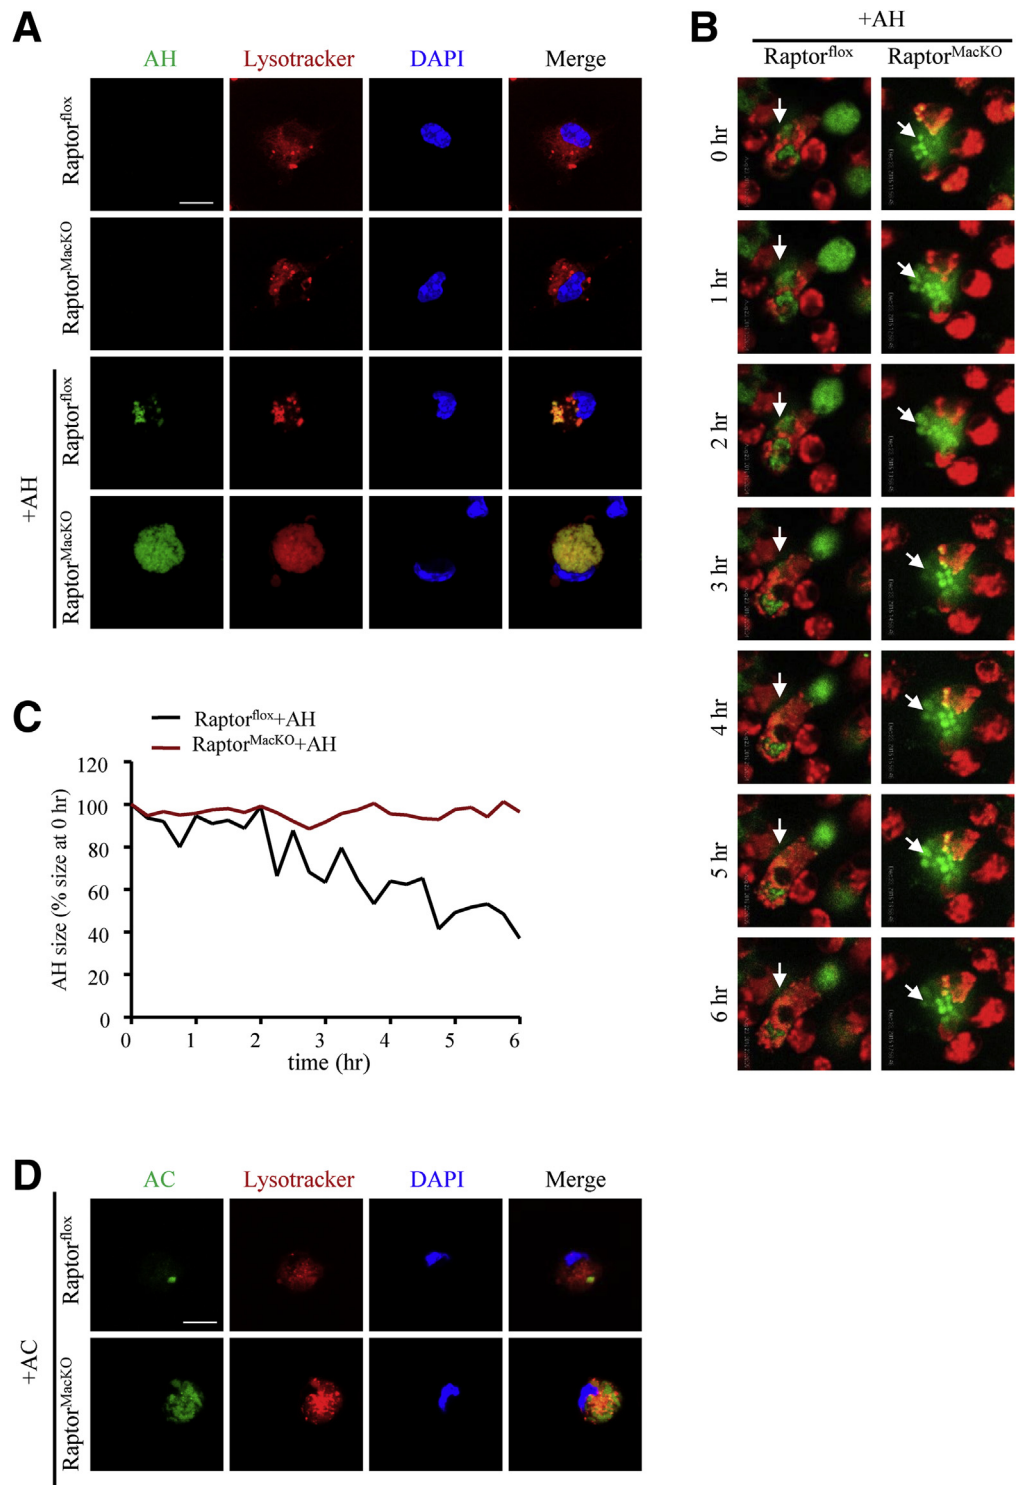 A
AH Lysotracker DAPI Merge
Raptorflox
RaptorMacKO
+AH
Raptorflox
RaptorMacKO
B
+AH
Raptorflox RaptorMacKO
0 hr
1 hr
2 hr
3 hr
4 hr
5 hr
6 hr
C
Raptorflox+AH
RaptorMacKO+AH
AH size (% size at 0 hr)
120
100
80
60
40
20
0
0 1 2 3 4 5 6
time (hr)
D
AC Lysotracker DAPI Merge
+AC
Raptorflox
RaptorMacKO